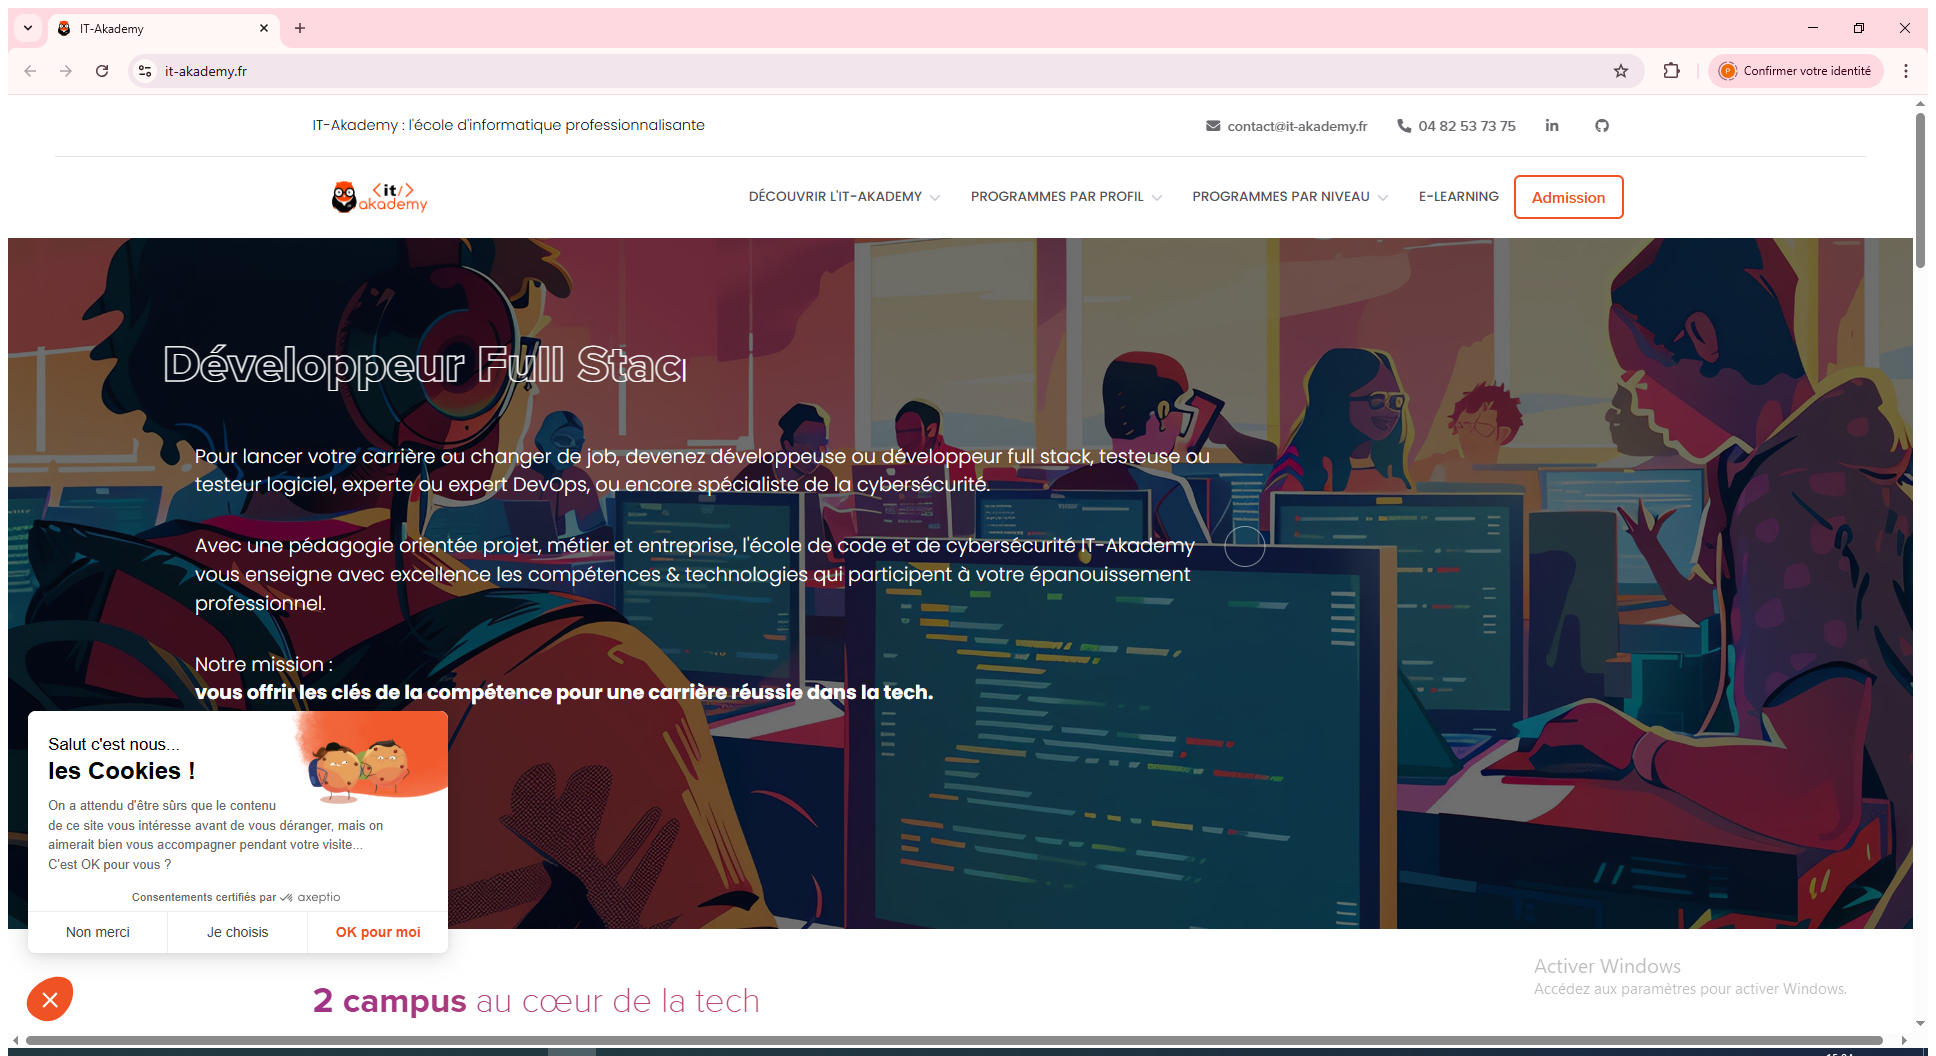 IT-Akademy
it-akademy.fr
P
Confirmer votre identité
IT-Akademy : l'école d'informatique professionnalisante
contact@it-akademy.fr
04 82 53 73 75
<it/>
akademy
DÉCOUVRIR L'IT-AKADEMY
PROGRAMMES PAR PROFIL
PROGRAMMES PAR NIVEAU
E-LEARNING
Admission
Développeur Full Stac|
Pour lancer votre carrière ou changer de job, devenez développeuse ou développeur full stack, testeuse ou
testeur logiciel, experte ou expert DevOps, ou encore spécialiste de la cybersécurité.
Avec une pédagogie orientée projet, métier et entreprise, l'école de code et de cybersécurité IT-Akademy
vous enseigne avec excellence les compétences & technologies qui participent à votre épanouissement
professionnel.
Notre mission :
vous offrir les clés de la compétence pour une carrière réussie dans la tech.
Salut c'est nous...
les Cookies !
On a attendu d'être sûrs que le contenu
de ce site vous intéresse avant de vous déranger, mais on
aimerait bien vous accompagner pendant votre visite...
C'est OK pour vous ?
Consentements certifiés par axeptio
Non merci
Je choisis
OK pour moi
2 campus au cœur de la tech
Activer Windows
Accédez aux paramètres pour activer Windows.